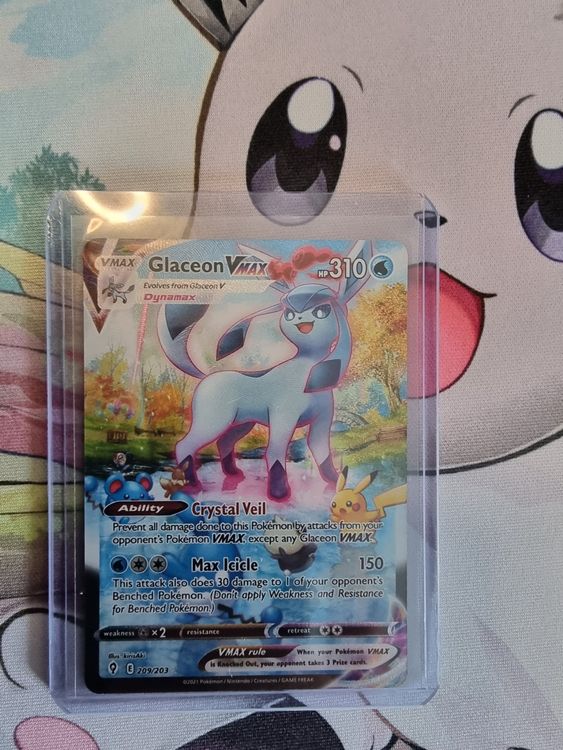 VMAX
Glaceon VMAX HP 310
Evolves from Glaceon V
Dynamax
Ability Crystal Veil
Prevent all damage done to this Pokémon by attacks from your
opponent's Pokémon VMAX, except any Glaceon VMAX.
Max Icicle 150
This attack also does 30 damage to 1 of your opponent's
Benched Pokémon. (Don't apply Weakness and Resistance
for Benched Pokémon.)
weakness ×2 resistance retreat
Illus. kirisAki
VMAX rule When your Pokémon VMAX
is Knocked Out, your opponent takes 3 Prize cards.
E 209/203
©2021 Pokémon / Nintendo / Creatures / GAME FREAK